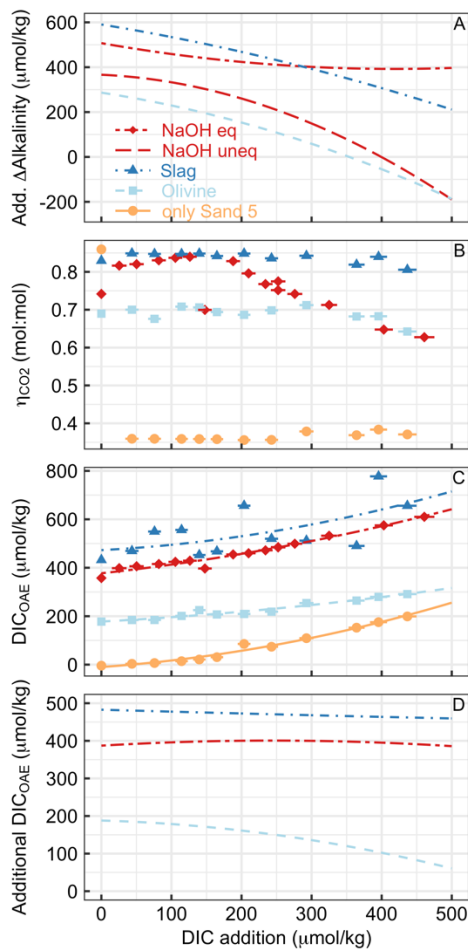 A
Add. ΔAlkalinity (μmol/kg)
600
400
200
0
-200
NaOH eq
NaOH uneq
Slag
Olivine
only Sand 5
B
ηCO2 (mol:mol)
0.8
0.7
0.6
0.5
0.4
C
DICOAE (μmol/kg)
800
600
400
200
0
D
Additional DICOAE (μmol/kg)
500
400
300
200
100
0
0 100 200 300 400 500
DIC addition (μmol/kg)